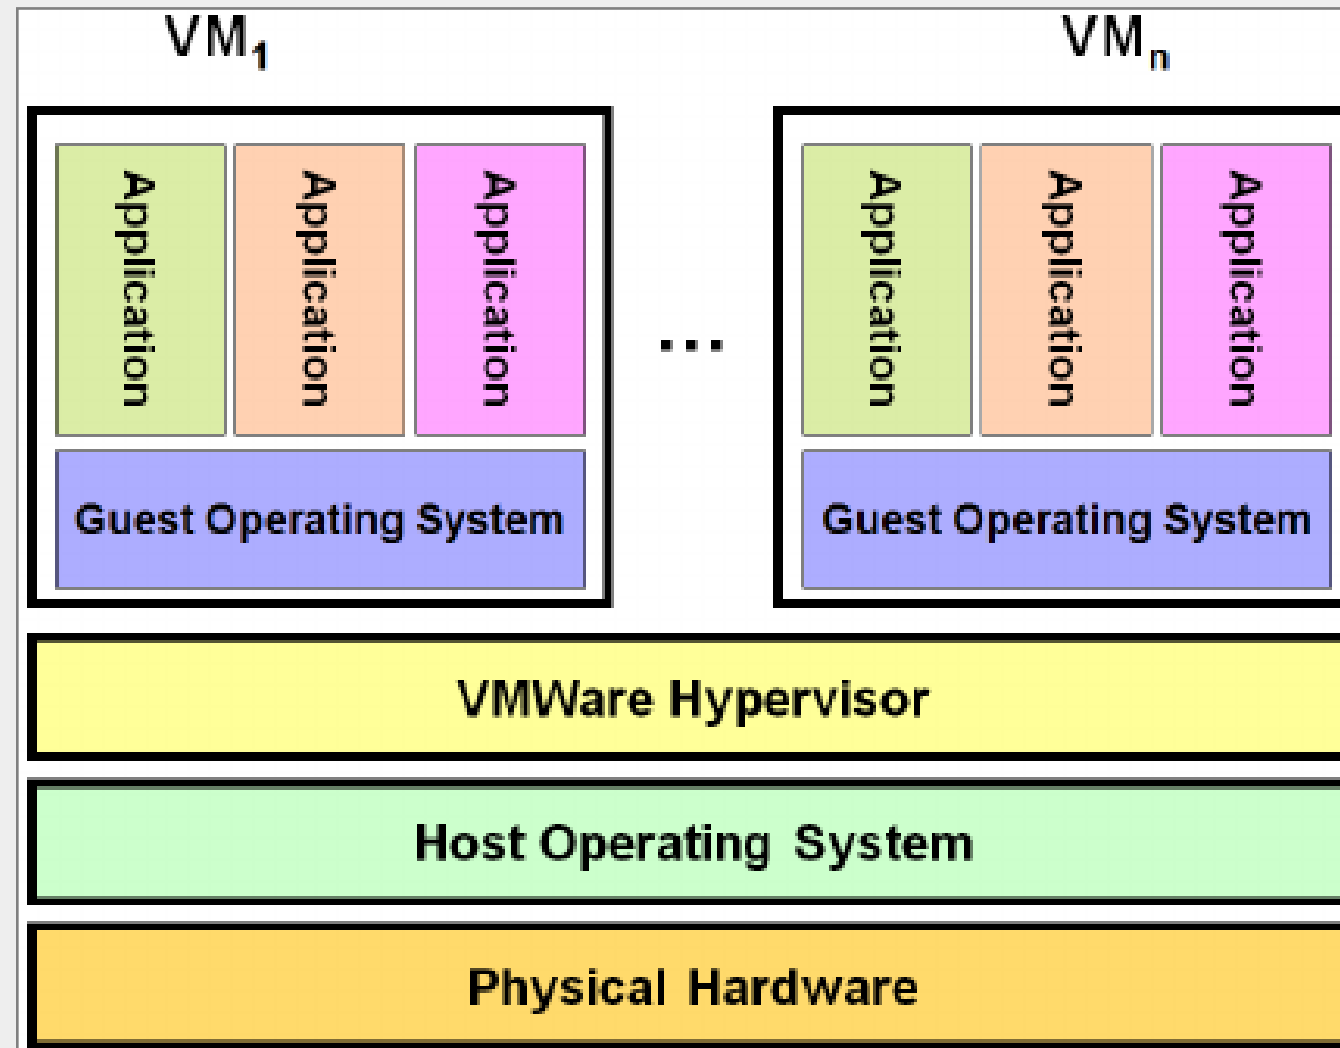 VM1
VMn
Application
Application
Application
...
Application
Application
Application
Guest Operating System
Guest Operating System
VMWare Hypervisor
Host Operating System
Physical Hardware